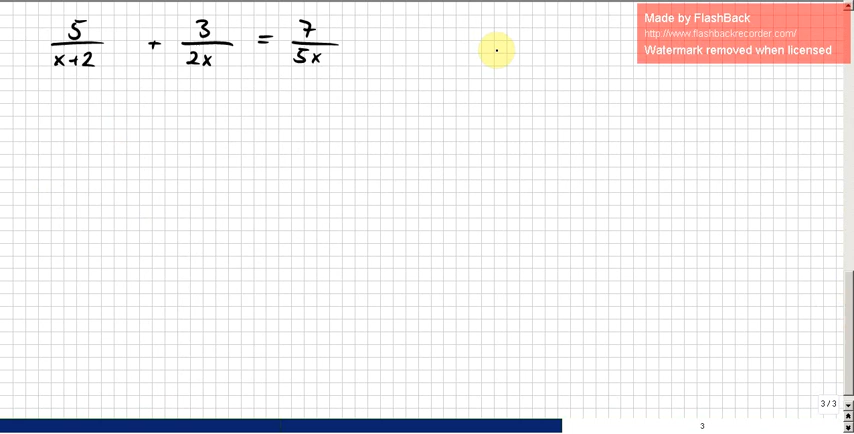 5/(x+2) + 3/(2x) = 7/(5x)
Made by FlashBack
http://www.flashbackrecorder.com/
Watermark removed when licensed
3 / 3
3